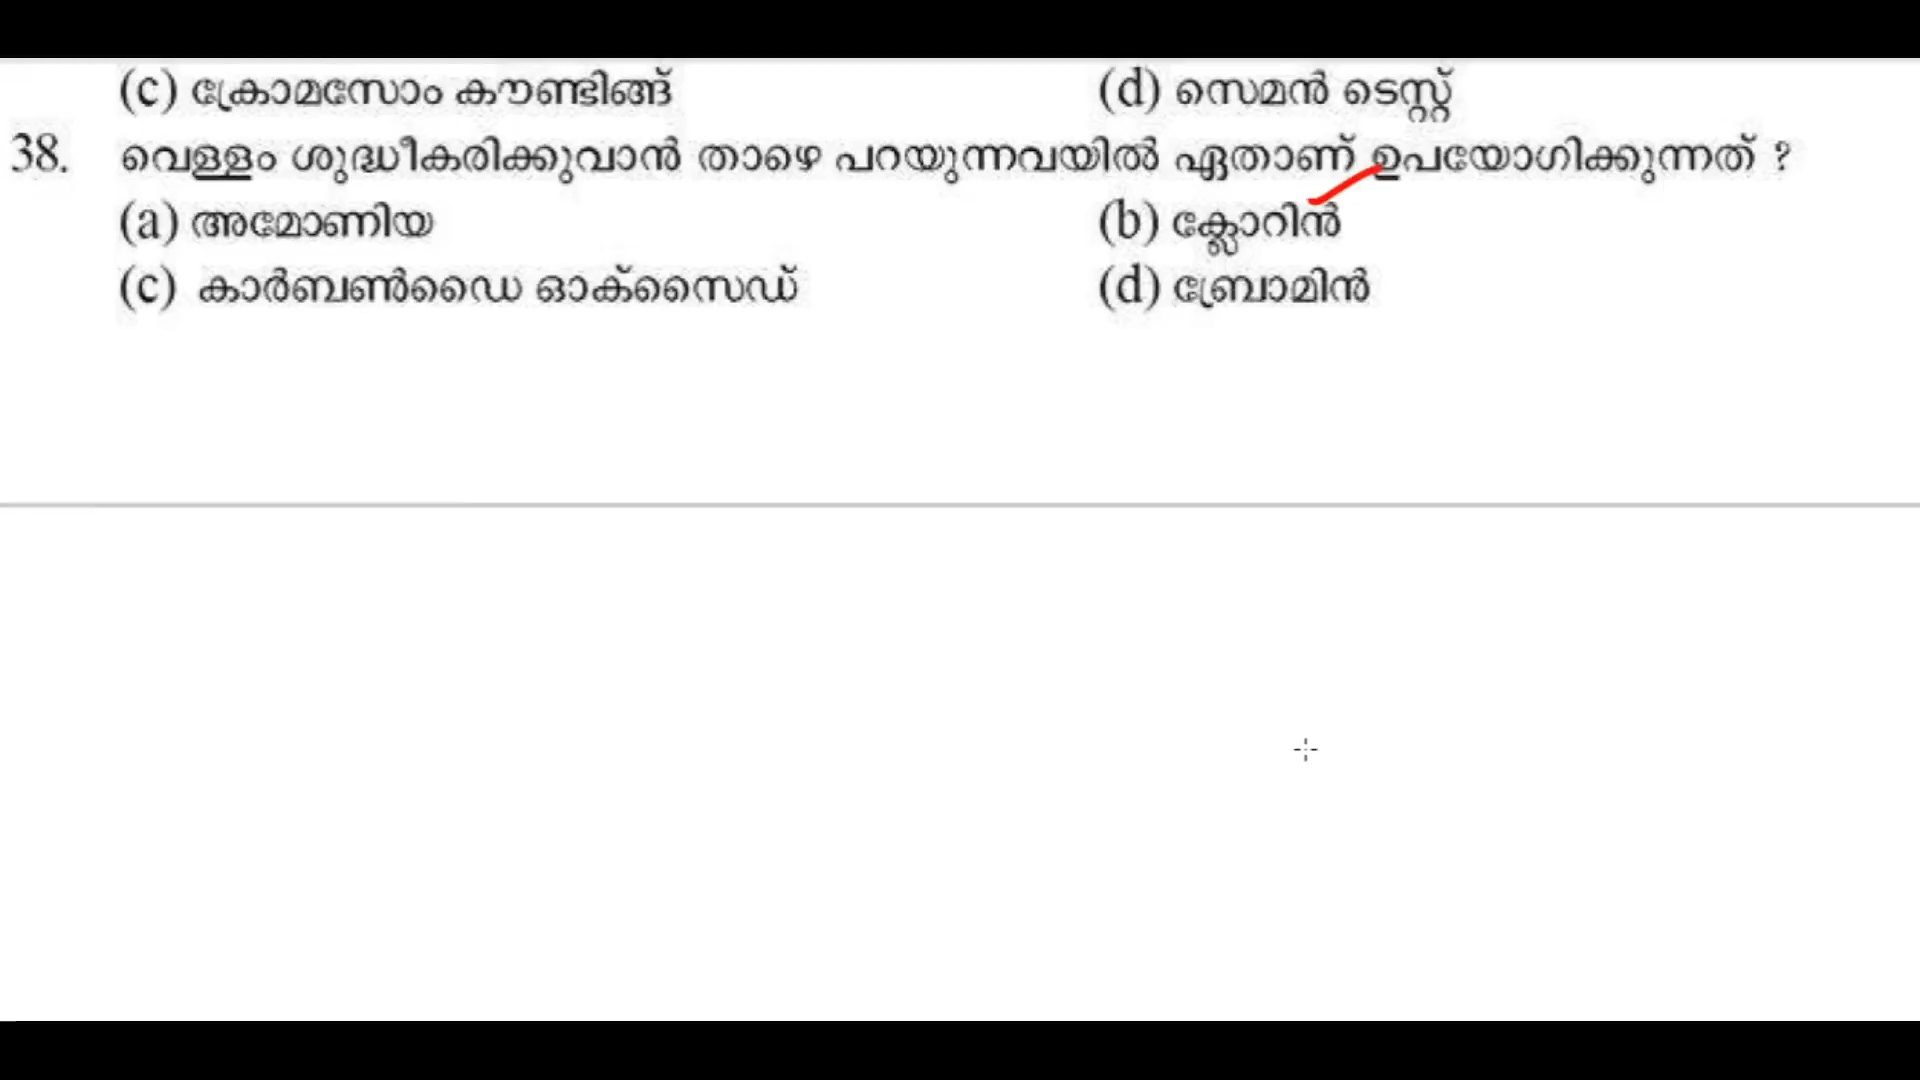 (c) ക്രോമസോം കൗണ്ടിങ്ങ് (d) സെമൻ ടെസ്റ്റ്
38. വെള്ളം ശുദ്ധീകരിക്കുവാൻ താഴെ പറയുന്നവയിൽ ഏതാണ് ഉപയോഗിക്കുന്നത് ?
(a) അമോണിയ (b) ക്ലോറിൻ
(c) കാർബൺഡൈ ഓക്സൈഡ് (d) ബ്രോമിൻ